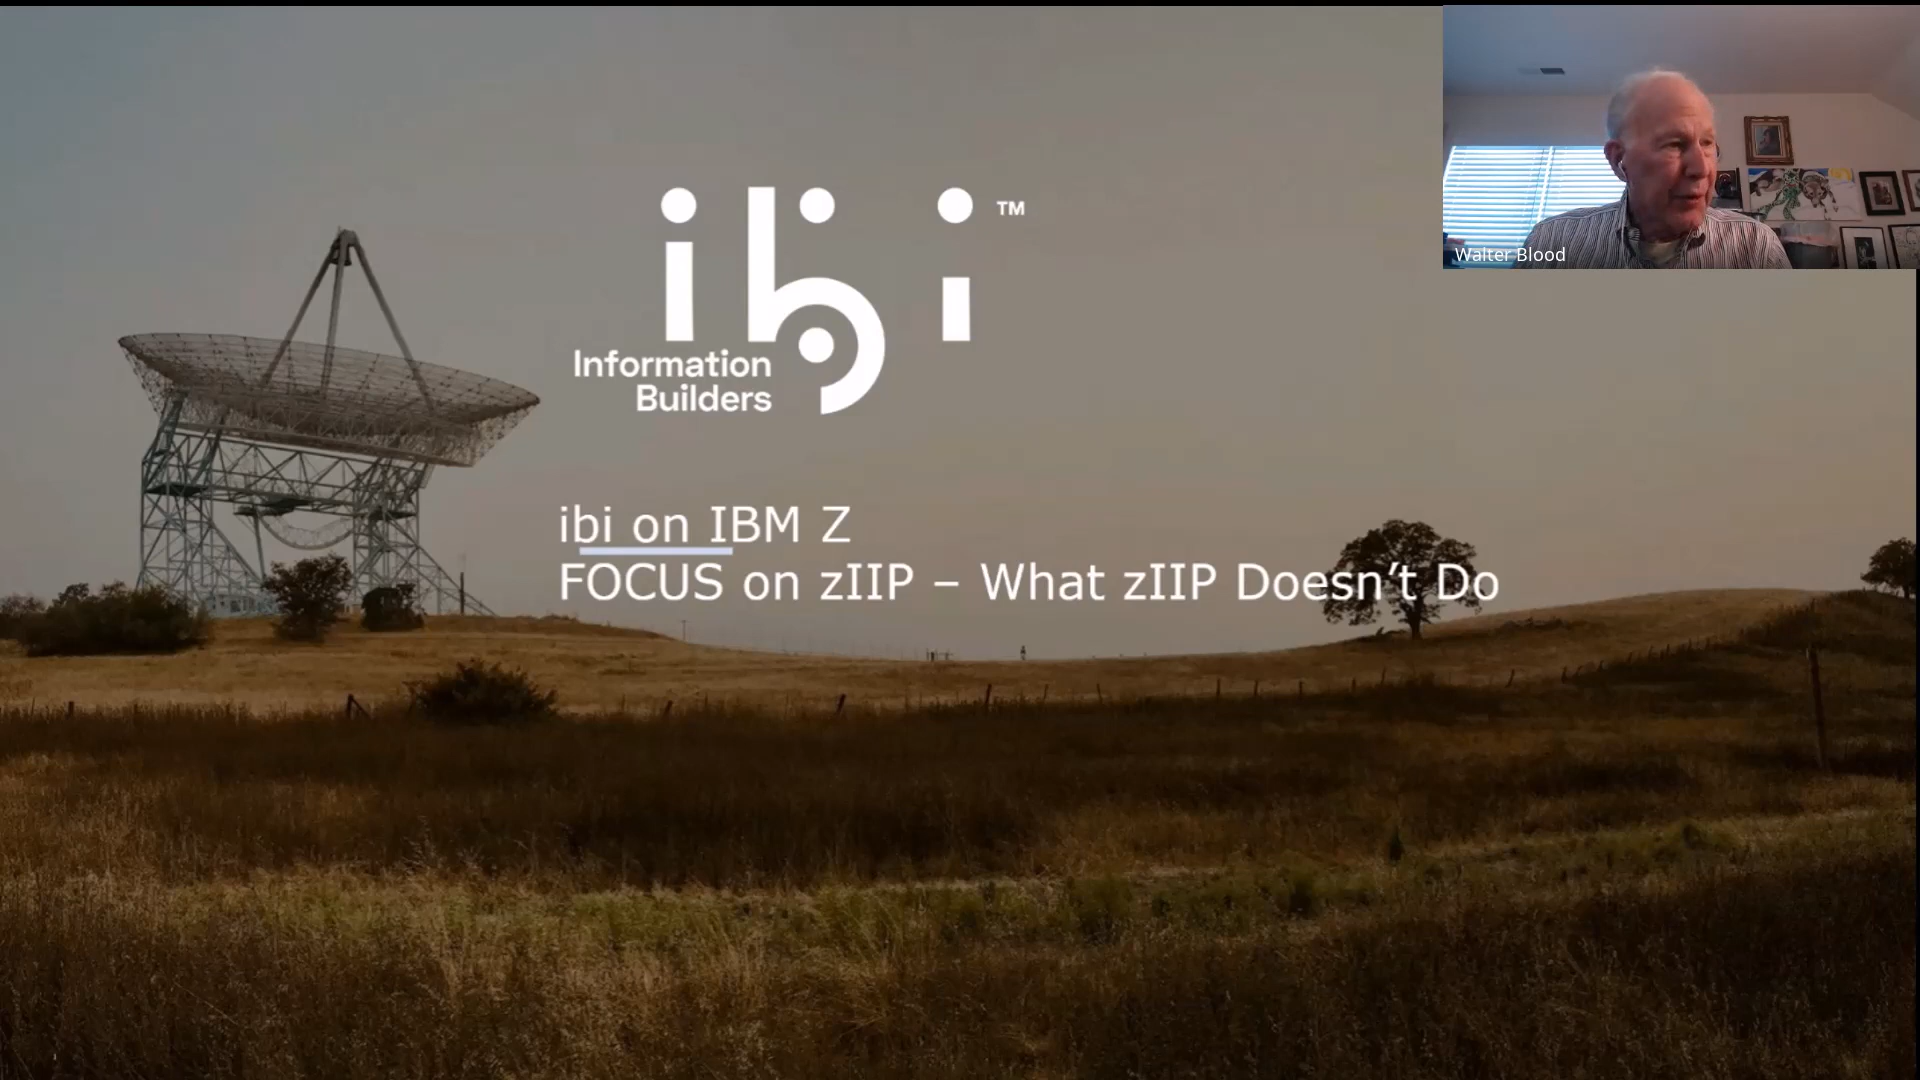 ibi™
Information
Builders
ibi on IBM Z
FOCUS on zIIP – What zIIP Doesn't Do
Walter Blood